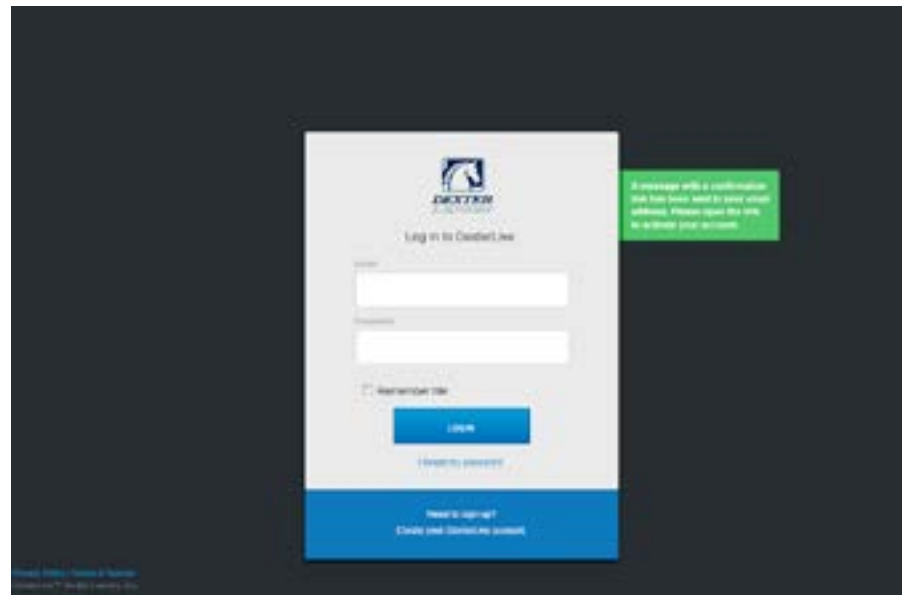 DEXTER
Log in to DexterLive
A message with a confirmation
link has been sent to your email
address. Please open the link
to activate your account.
Email
Password
Remember me
LOGIN
I forgot my password
Need to sign up?
Create your DexterLive account.